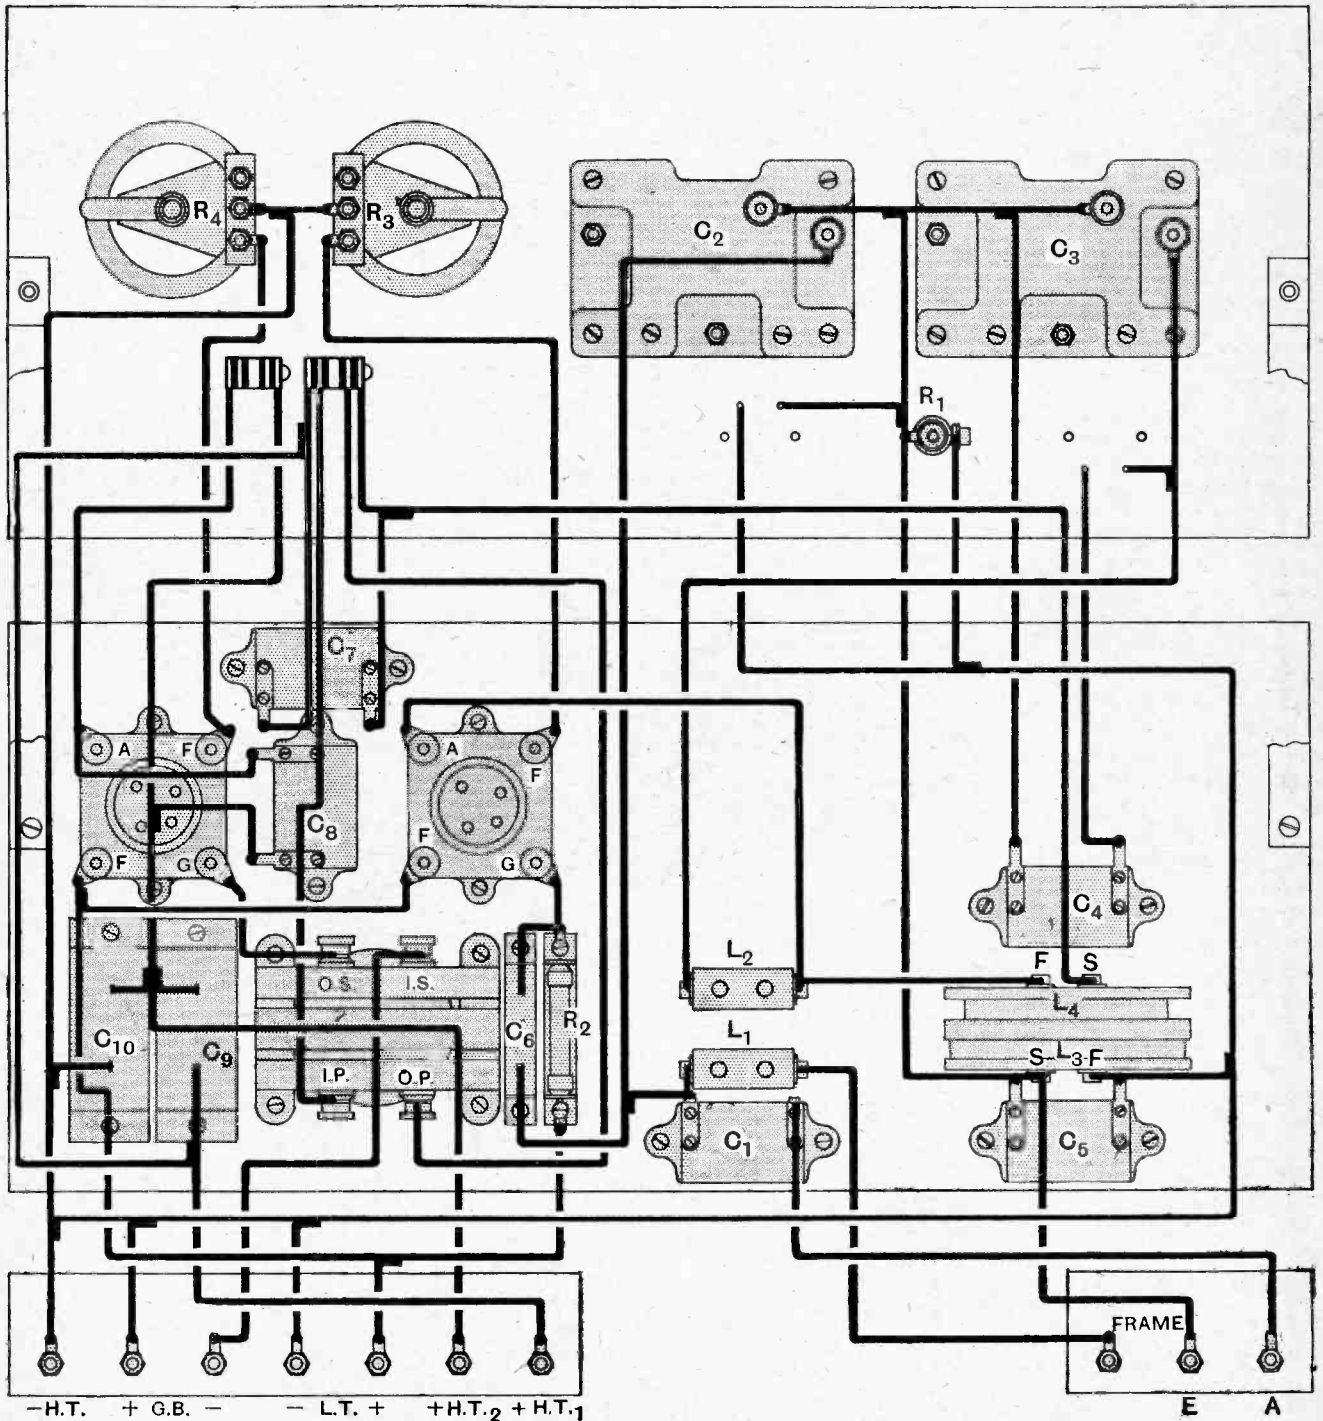 R4 R3
C2 C3
R1
C7
A F A F
C8
F G F G
C4
L2 F S
O.S. I.S. L4
C10 C9 C6 R2
L1 S L3 F
I.P. O.P.
C1 C5
FRAME
−H.T. + G.B. − − L.T. + +H.T.2 + H.T.1 E A